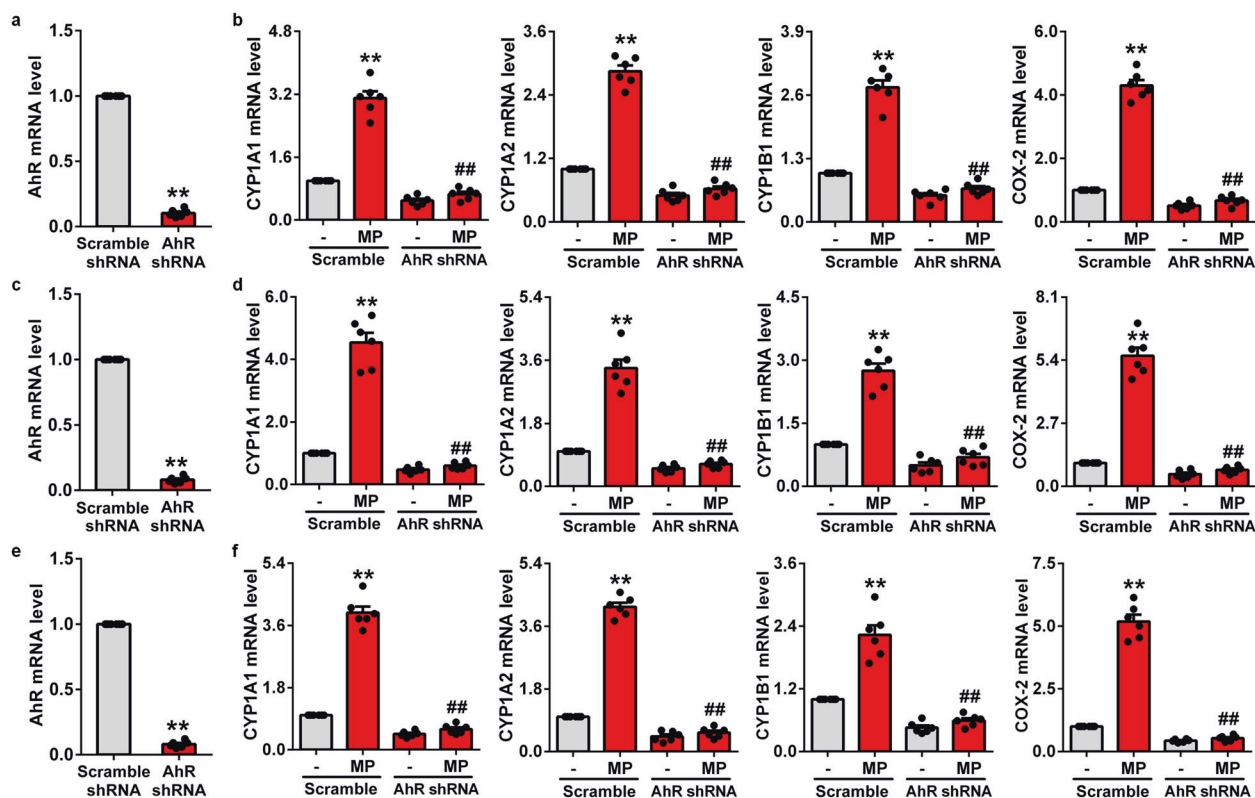 a
AhR mRNA level
1.5
1.0
0.5
0.0
**
Scramble AhR
shRNA shRNA
b
CYP1A1 mRNA level
4.8
3.2
1.6
0.0
**
##
- MP - MP
Scramble AhR shRNA
CYP1A2 mRNA level
3.6
2.4
1.2
0.0
**
##
- MP - MP
Scramble AhR shRNA
CYP1B1 mRNA level
3.9
2.6
1.3
0.0
**
##
- MP - MP
Scramble AhR shRNA
COX-2 mRNA level
6.0
4.0
2.0
0.0
**
##
- MP - MP
Scramble AhR shRNA
c
AhR mRNA level
1.5
1.0
0.5
0.0
**
Scramble AhR
shRNA shRNA
d
CYP1A1 mRNA level
6.0
4.0
2.0
0.0
**
##
- MP - MP
Scramble AhR shRNA
CYP1A2 mRNA level
5.4
3.6
1.8
0.0
**
##
- MP - MP
Scramble AhR shRNA
CYP1B1 mRNA level
4.5
3.0
1.5
0.0
**
##
- MP - MP
Scramble AhR shRNA
COX-2 mRNA level
8.1
5.4
2.7
0.0
**
##
- MP - MP
Scramble AhR shRNA
e
AhR mRNA level
1.5
1.0
0.5
0.0
**
Scramble AhR
shRNA shRNA
f
CYP1A1 mRNA level
5.4
3.6
1.8
0.0
**
##
- MP - MP
Scramble AhR shRNA
CYP1A2 mRNA level
5.4
3.6
1.8
0.0
**
##
- MP - MP
Scramble AhR shRNA
CYP1B1 mRNA level
3.6
2.4
1.2
0.0
**
##
- MP - MP
Scramble AhR shRNA
COX-2 mRNA level
7.5
5.0
2.5
0.0
**
##
- MP - MP
Scramble AhR shRNA